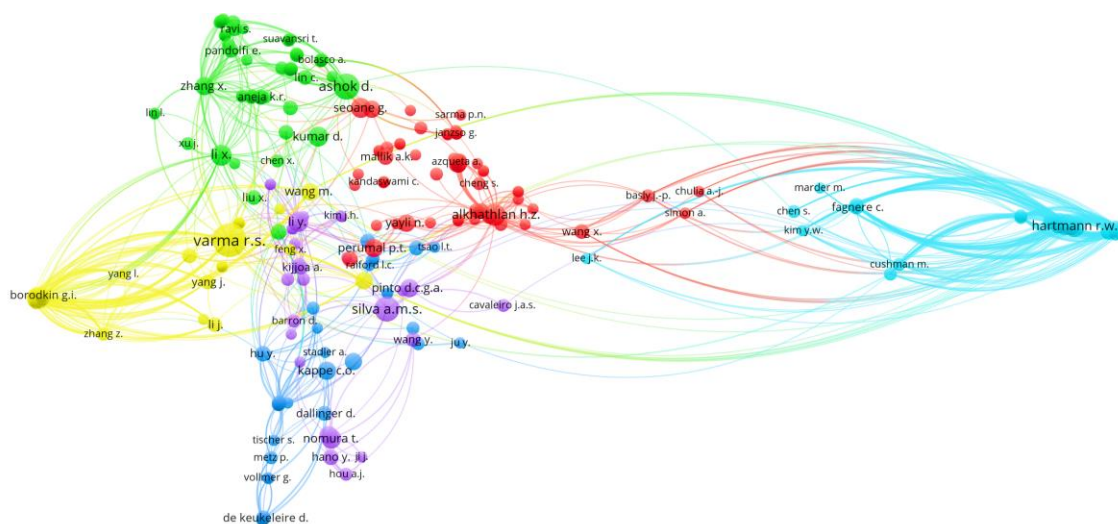 ravi s.
suavansri t.
pandolfi e.
bolasco a.
zhang x.
lin c.
ashok d.
aneja k.r.
seoane g.
lin l.
sarma p.n.
janzso g.
xu j.
kumar d.
li x.
chen x.
mallik a.k.
azqueta a.
kandaswami c.
cheng s.
liu x.
wang m.
basly j.-p.
chulia a.-j.
marder m.
li y.
kim j.h.
yayli n.
alkhathlan h.z.
simon a.
chen s.
fagnere c.
varma r.s.
feng x.
perumal p.t.
tsao l.t.
wang x.
kim y.w.
hartmann r.w.
yang l.
kijjoa a.
raiford l.c.
lee j.k.
cushman m.
yang j.
pinto d.c.g.a.
borodkin g.i.
silva a.m.s.
cavaleiro j.a.s.
zhang z.
li j.
barron d.
wang y.
ju y.
hu y.
stadler a.
kappe c.o.
dallinger d.
tischer s.
nomura t.
metz p.
hano y.
ji j.
vollmer g.
hou a.j.
de keukeleire d.